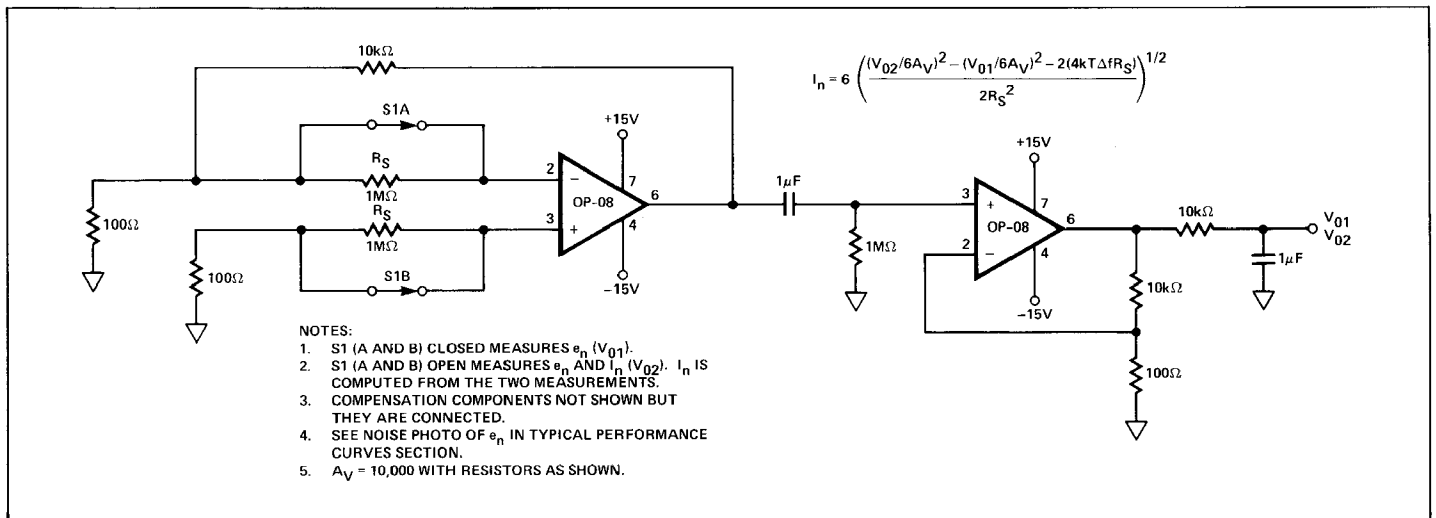 10kΩ
I_n = 6 ( ((V_02/6A_V)^2 − (V_01/6A_V)^2 − 2(4kTΔfR_S)) / 2R_S^2 )^1/2
S1A
+15V
R_S
1MΩ
2
−
7
OP-08
6
3
+
4
−15V
R_S
1MΩ
S1B
100Ω
100Ω
1μF
1MΩ
+15V
3
+
7
OP-08
6
2
−
4
−15V
10kΩ
V_01
V_02
1μF
10kΩ
100Ω
NOTES:
1. S1 (A AND B) CLOSED MEASURES e_n (V_01).
2. S1 (A AND B) OPEN MEASURES e_n AND I_n (V_02). I_n IS
COMPUTED FROM THE TWO MEASUREMENTS.
3. COMPENSATION COMPONENTS NOT SHOWN BUT
THEY ARE CONNECTED.
4. SEE NOISE PHOTO OF e_n IN TYPICAL PERFORMANCE
CURVES SECTION.
5. A_V = 10,000 WITH RESISTORS AS SHOWN.